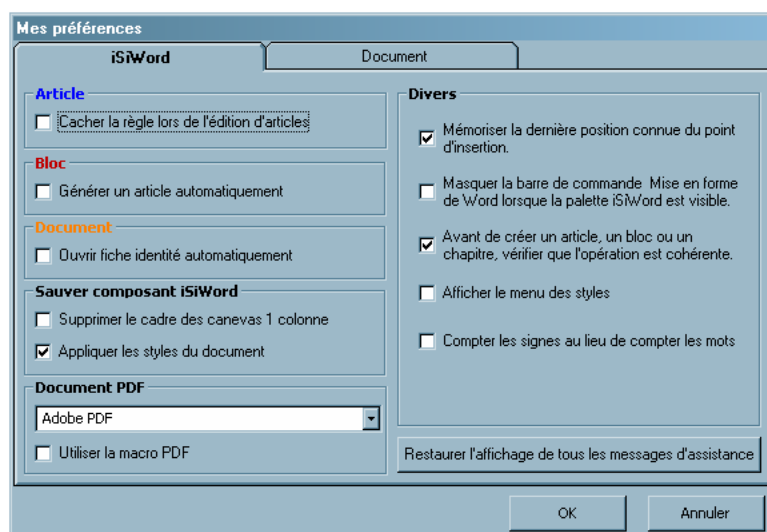 Mes préférences
iSiWord
Document
Article
Cacher la règle lors de l'édition d'articles
Bloc
Générer un article automatiquement
Document
Ouvrir fiche identité automatiquement
Sauver composant iSiWord
Supprimer le cadre des canevas 1 colonne
Appliquer les styles du document
Document PDF
Adobe PDF
Utiliser la macro PDF
Divers
Mémoriser la dernière position connue du point
d'insertion.
Masquer la barre de commande Mise en forme
de Word lorsque la palette iSiWord est visible.
Avant de créer un article, un bloc ou un
chapitre, vérifier que l'opération est cohérente.
Afficher le menu des styles
Compter les signes au lieu de compter les mots
Restaurer l'affichage de tous les messages d'assistance
OK
Annuler